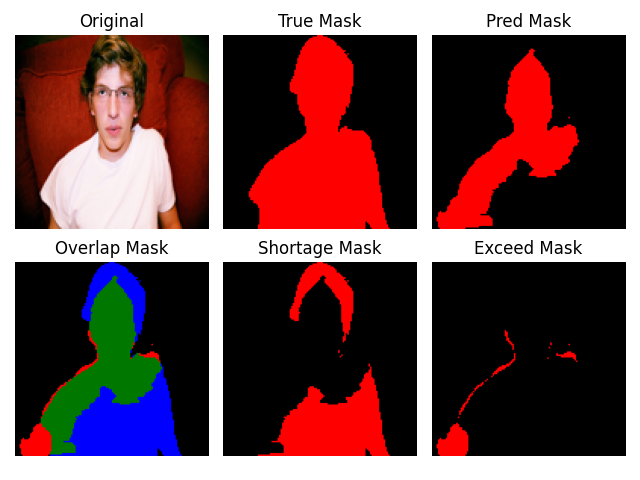 Original
True Mask
Pred Mask
Overlap Mask
Shortage Mask
Exceed Mask